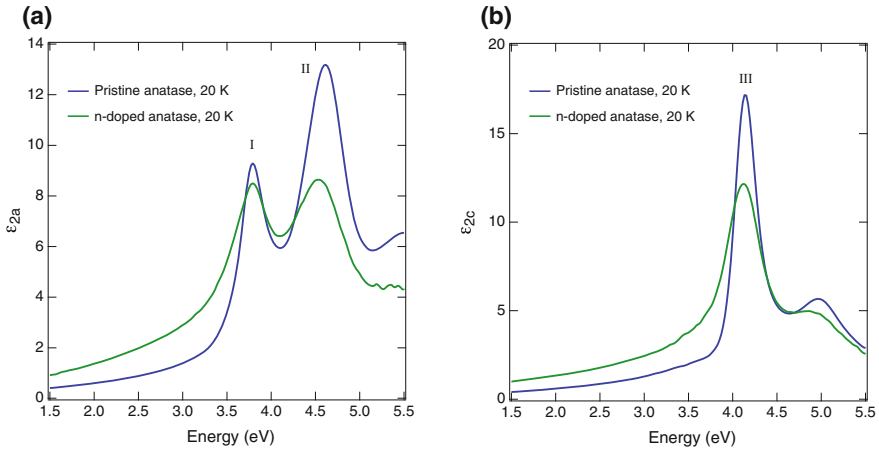 (a)
14
12
10
8
6
4
2
0
ε2a
Pristine anatase, 20 K
n-doped anatase, 20 K
I
II
1.5 2.0 2.5 3.0 3.5 4.0 4.5 5.0 5.5
Energy (eV)
(b)
20
15
10
5
0
ε2c
Pristine anatase, 20 K
n-doped anatase, 20 K
III
1.5 2.0 2.5 3.0 3.5 4.0 4.5 5.0 5.5
Energy (eV)